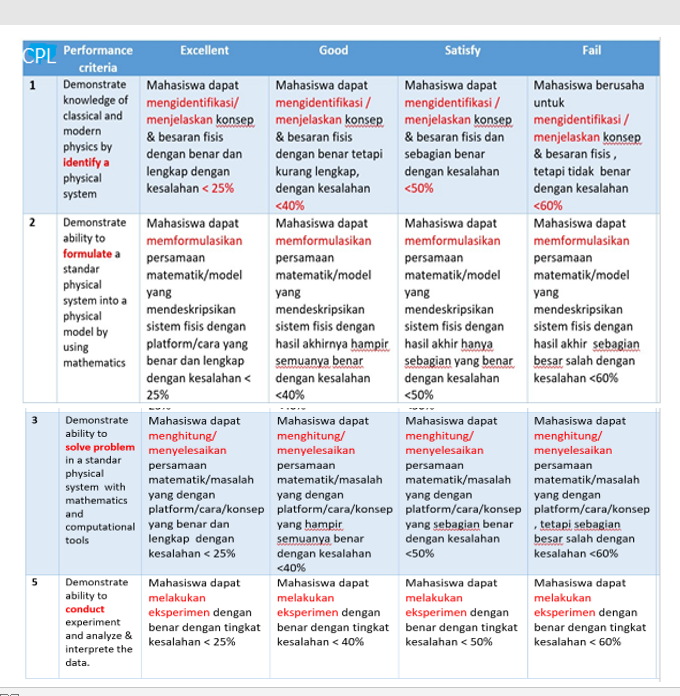 CPL
Performance
criteria
Excellent
Good
Satisfy
Fail
1
Demonstrate
knowledge of
classical and
modern
physics by
identify a
physical
system
Mahasiswa dapat
mengidentifikasi/
menjelaskan konsep
& besaran fisis
dengan benar dan
lengkap dengan
kesalahan < 25%
Mahasiswa dapat
mengidentifikasi /
menjelaskan konsep
& besaran fisis
dengan benar tetapi
kurang lengkap,
dengan kesalahan
<40%
Mahasiswa dapat
mengidentifikasi /
menjelaskan konsep
& besaran fisis dan
sebagian benar
dengan kesalahan
<50%
Mahasiswa berusaha
untuk
mengidentifikasi /
menjelaskan konsep
& besaran fisis ,
tetapi tidak benar
dengan kesalahan
<60%
2
Demonstrate
ability to
formulate a
standar
physical
system into a
physical
model by
using
mathematics
Mahasiswa dapat
memformulasikan
persamaan
matematik/model
yang
mendeskripsikan
sistem fisis dengan
platform/cara yang
benar dan lengkap
dengan kesalahan <
25%
Mahasiswa dapat
memformulasikan
persamaan
matematik/model
yang
mendeskripsikan
sistem fisis dengan
hasil akhirnya hampir
semuanya benar
dengan kesalahan
<40%
Mahasiswa dapat
memformulasikan
persamaan
matematik/model
yang
mendeskripsikan
sistem fisis dengan
hasil akhir hanya
sebagian yang benar
dengan kesalahan
<50%
Mahasiswa dapat
memformulasikan
persamaan
matematik/model
yang
mendeskripsikan
sistem fisis dengan
hasil akhir sebagian
besar salah dengan
kesalahan <60%
3
Demonstrate
ability to
solve problem
in a standar
physical
system with
mathematics
and
computational
tools
Mahasiswa dapat
menghitung/
menyelesaikan
persamaan
matematik/masalah
yang dengan
platform/cara/konsep
yang benar dan
lengkap dengan
kesalahan < 25%
Mahasiswa dapat
menghitung/
menyelesaikan
persamaan
matematik/masalah
yang dengan
platform/cara/konsep
yang hampir
semuanya benar
dengan kesalahan
<40%
Mahasiswa dapat
menghitung/
menyelesaikan
persamaan
matematik/masalah
yang dengan
platform/cara/konsep
yang sebagian benar
dengan kesalahan
<50%
Mahasiswa dapat
menghitung/
menyelesaikan
persamaan
matematik/masalah
yang dengan
platform/cara/konsep
, tetapi sebagian
besar salah dengan
kesalahan <60%
5
Demonstrate
ability to
conduct
experiment
and analyze &
interpret the
data.
Mahasiswa dapat
melakukan
eksperimen dengan
benar dengan tingkat
kesalahan < 25%
Mahasiswa dapat
melakukan
eksperimen dengan
benar dengan tingkat
kesalahan < 40%
Mahasiswa dapat
melakukan
eksperimen dengan
benar dengan tingkat
kesalahan < 50%
Mahasiswa dapat
melakukan
eksperimen dengan
benar dengan tingkat
kesalahan < 60%